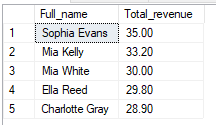 Full_name Total_revenue
1 Sophia Evans 35.00
2 Mia Kelly 33.20
3 Mia White 30.00
4 Ella Reed 29.80
5 Charlotte Gray 28.90